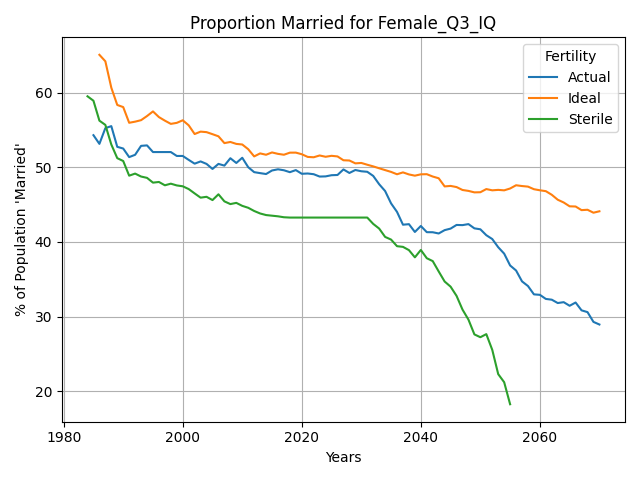 Proportion Married for Female_Q3_IQ
% of Population 'Married'
60
50
40
30
20
1980
2000
2020
2040
2060
Years
Fertility
Actual
Ideal
Sterile